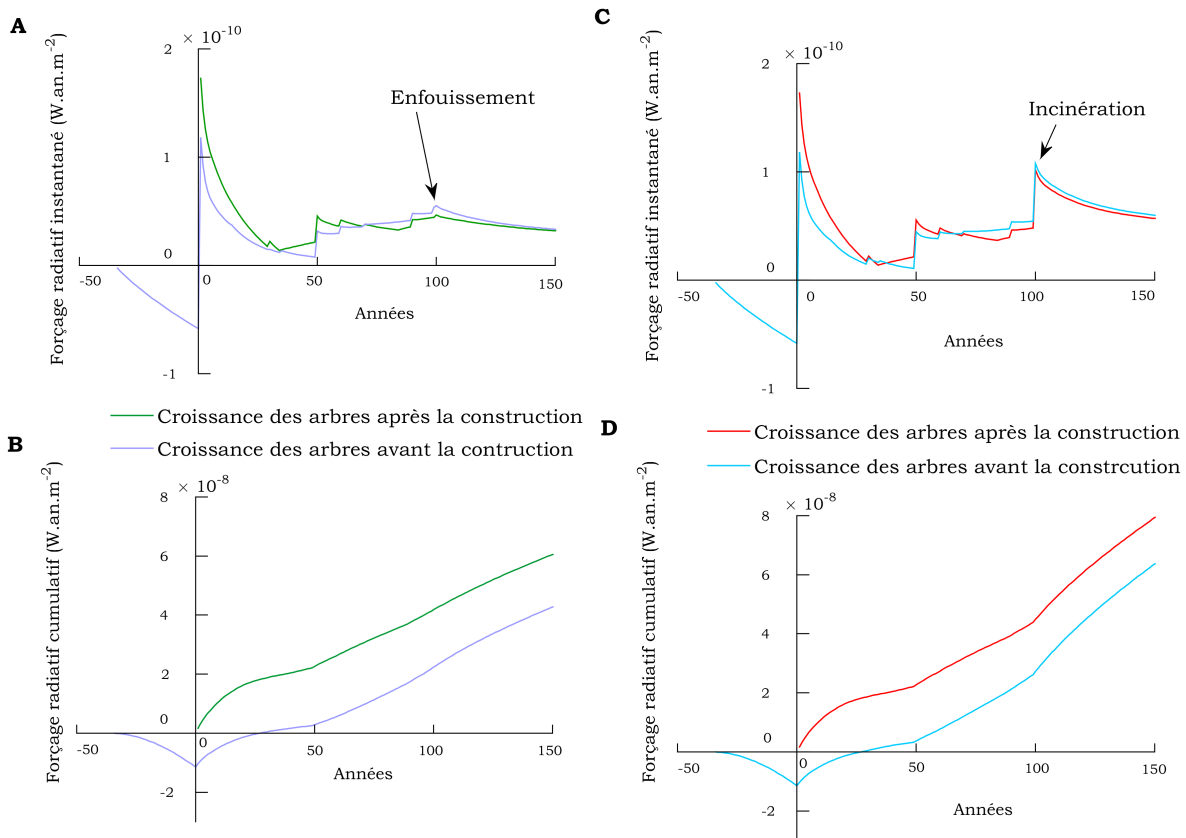 A
× 10-10
Forçage radiatif instantané (W.an.m-2)
2
1
0
-1
-50
0
50
100
150
Années
Enfouissement
Croissance des arbres après la construction
Croissance des arbres avant la contruction
B
× 10-8
Forçage radiatif cumulatif (W.an.m-2)
8
6
4
2
0
-2
-50
0
50
100
150
Années
C
× 10-10
Forçage radiatif instantané (W.an.m-2)
2
1
0
-1
-50
0
50
100
150
Années
Incinération
Croissance des arbres après la construction
Croissance des arbres avant la constrcution
D
× 10-8
Forçage radiatif cumulatif (W.an.m-2)
8
6
4
2
0
-2
-50
0
50
100
150
Années